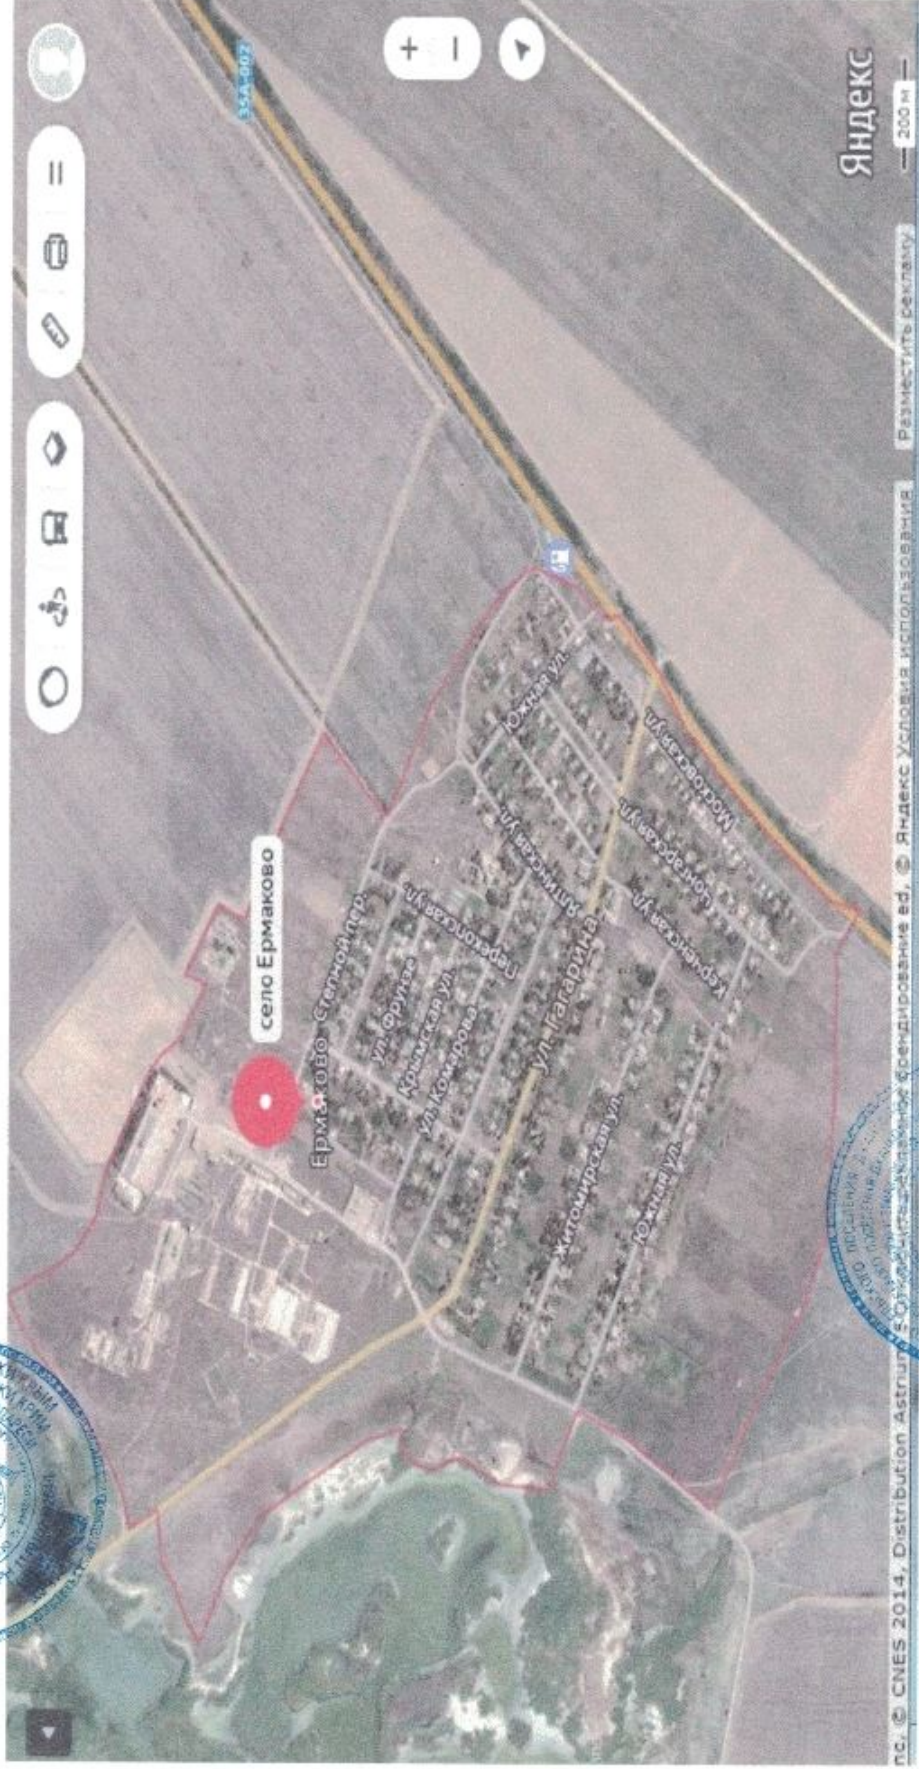 35А-002
село Ермаково
Ермаково
Степной пер.
ул. Фрунзе
Крымская ул.
ул. Комарова
Перекопская ул.
Ялтинская ул.
Южная ул.
ул. Гагарина
Московская ул.
Чонгарская ул.
Керченская ул.
Житомирская ул.
Южная ул.
Яндекс
200 м
© CNES 2014, Distribution Astrium
© Яндекс Условия использования
Разместить рекламу